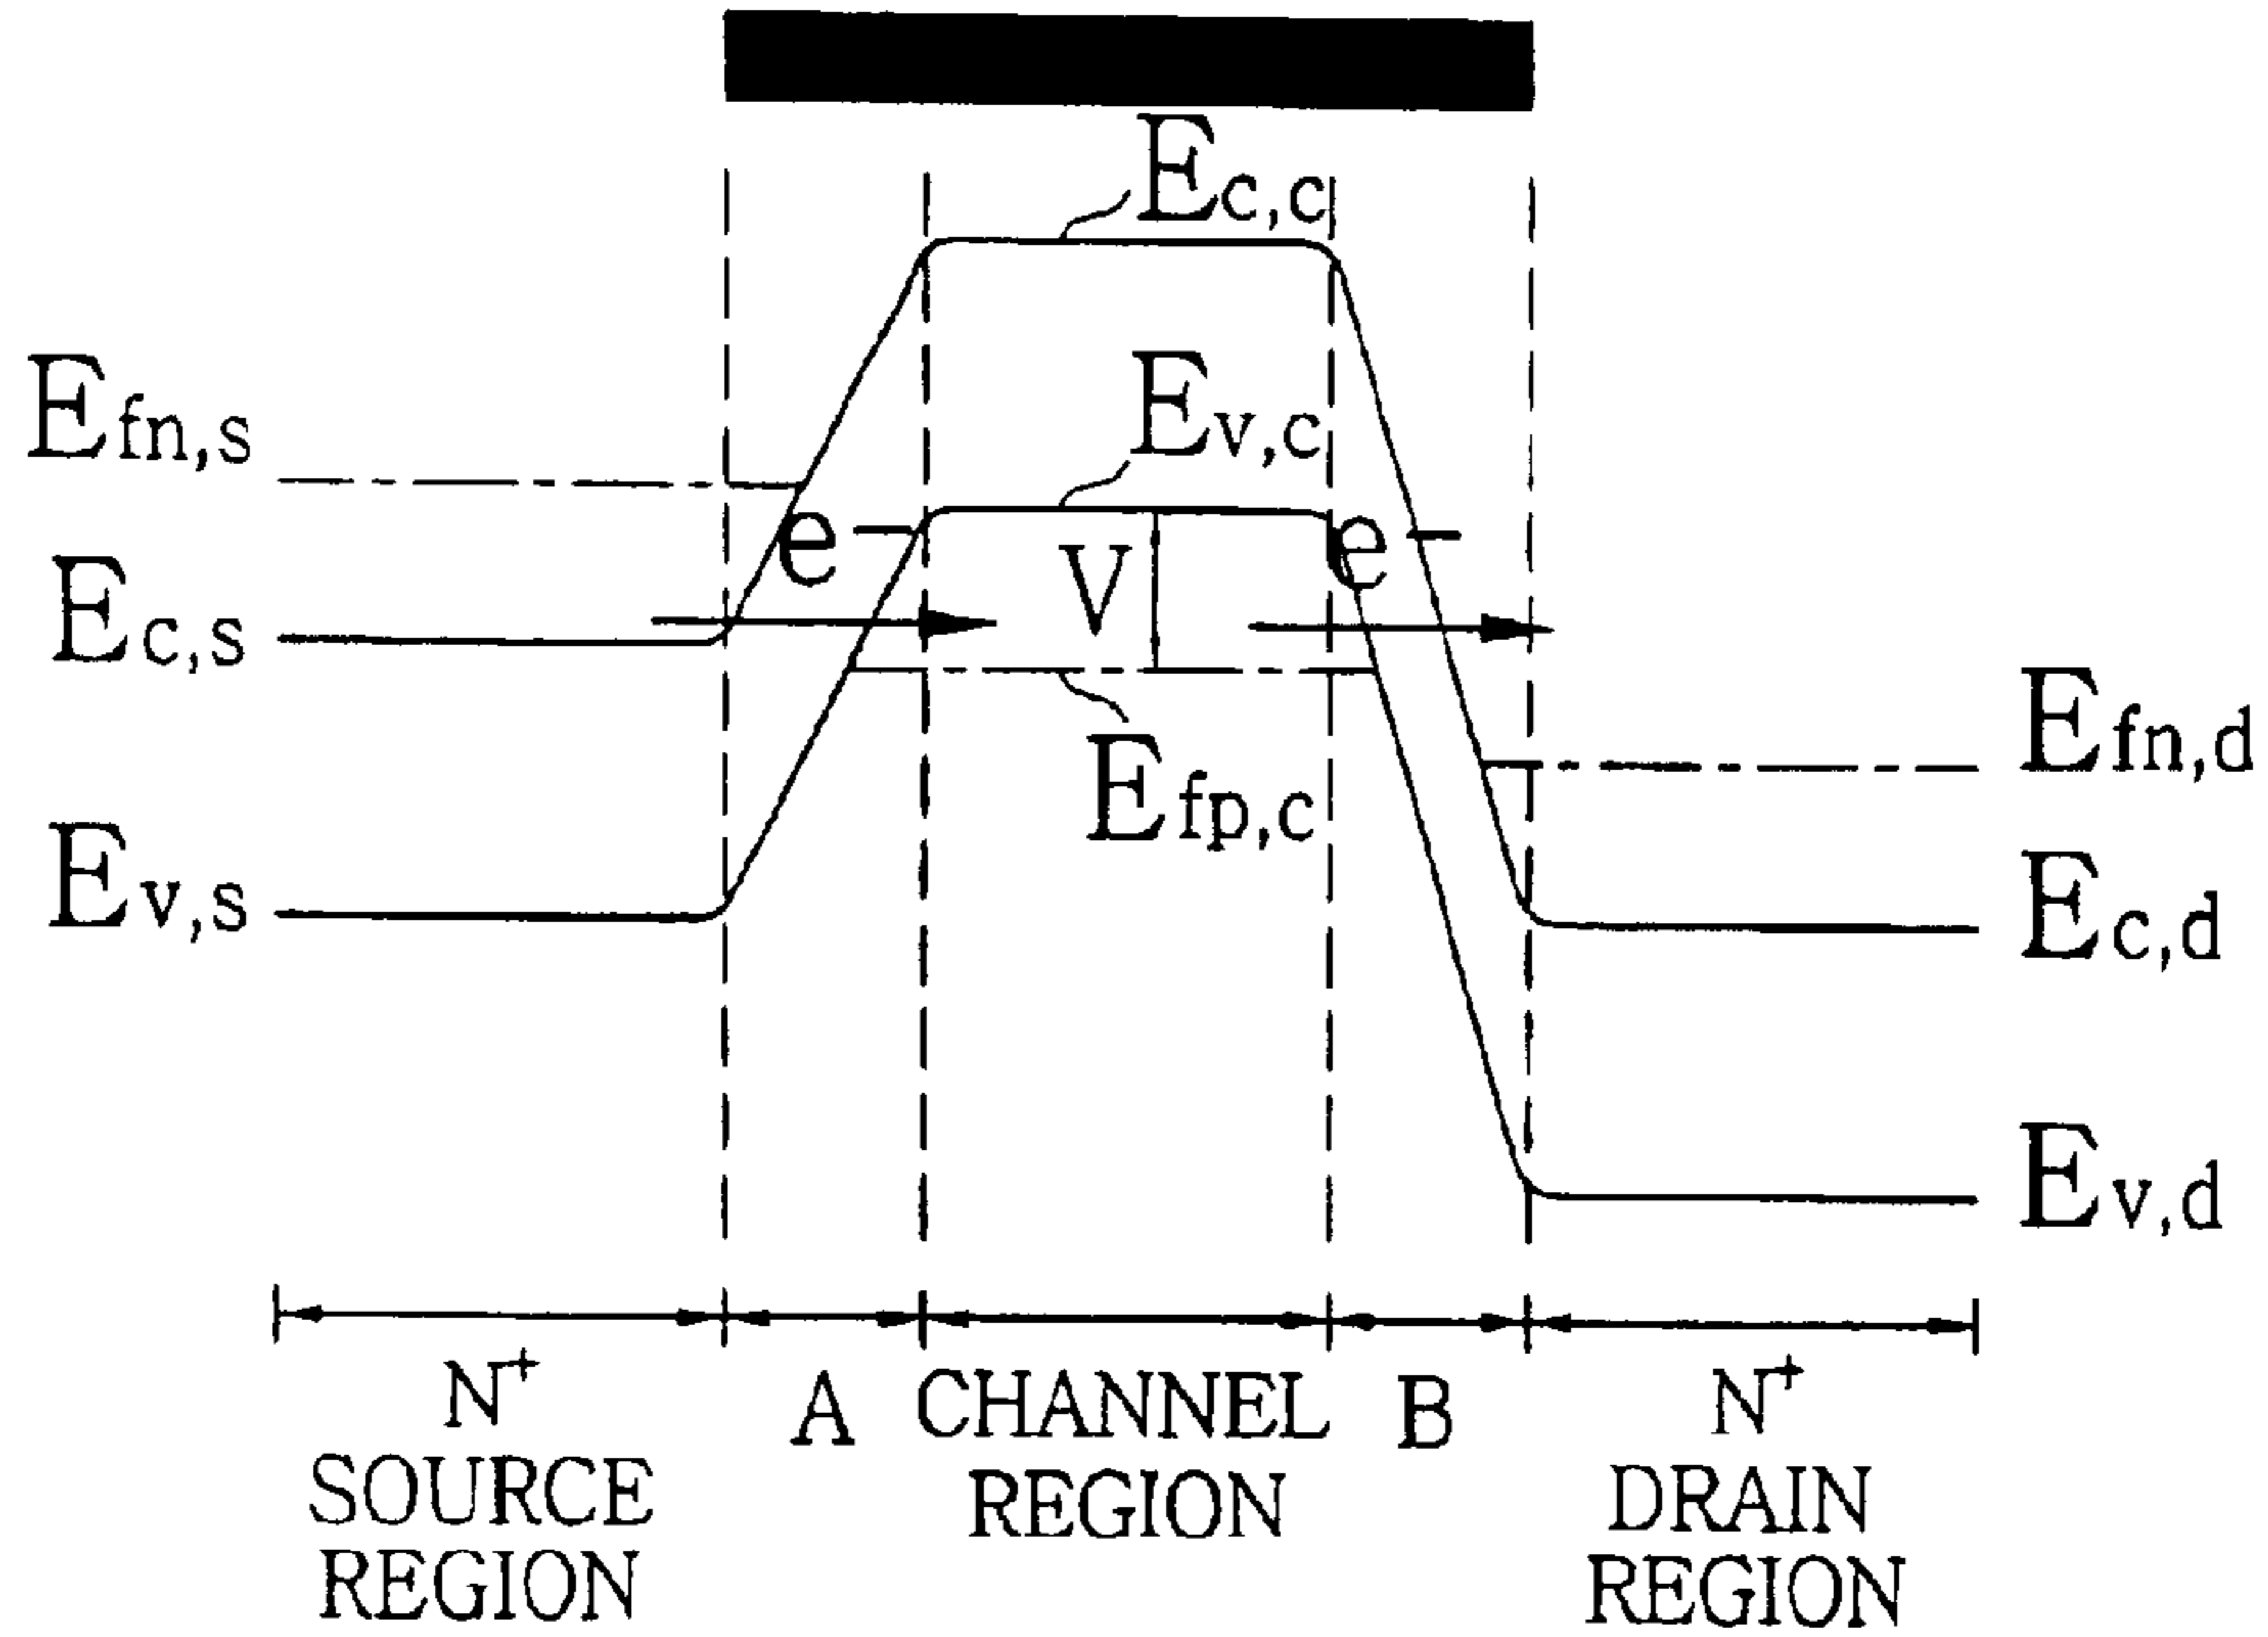 Ec,c
Efn,s
Ev,c
e−
e−
Ec,s
V
Efn,d
Efp,c
Ev,s
Ec,d
Ev,d
N+
SOURCE
REGION
A
CHANNEL
REGION
B
N+
DRAIN
REGION